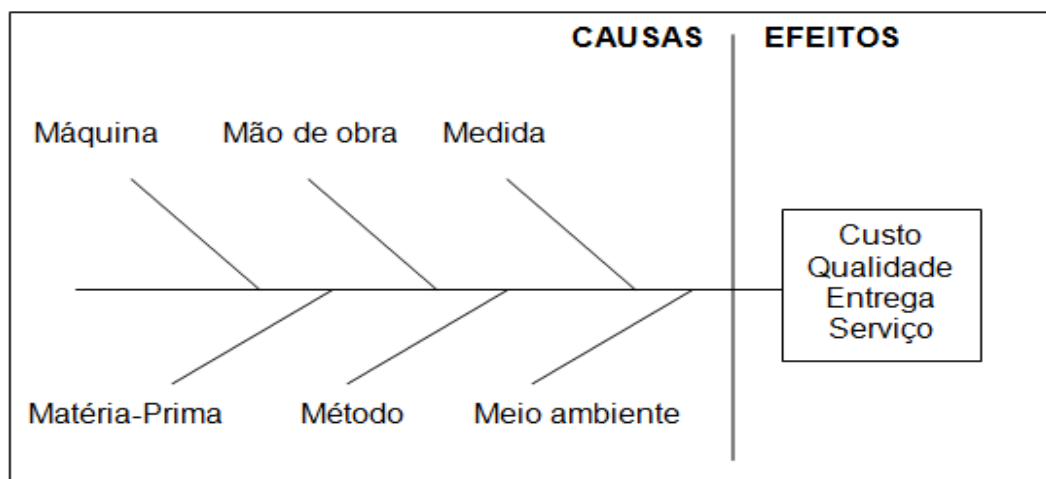 CAUSAS
EFEITOS
Máquina
Mão de obra
Medida
Custo
Qualidade
Entrega
Serviço
Matéria-Prima
Método
Meio ambiente